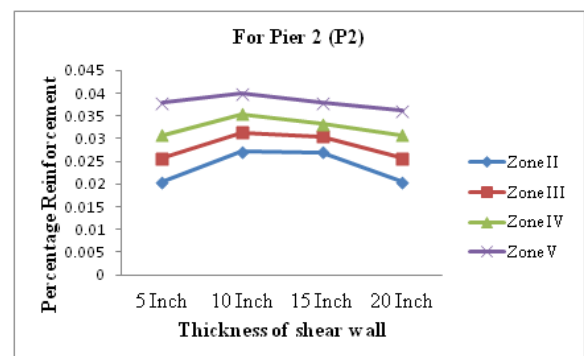 For Pier 2 (P2)
Percentage Reinforcement
0.045
0.04
0.035
0.03
0.025
0.02
0.015
0.01
0.005
0
5 Inch 10 Inch 15 Inch 20 Inch
Thickness of shear wall
Zone II
Zone III
Zone IV
Zone V